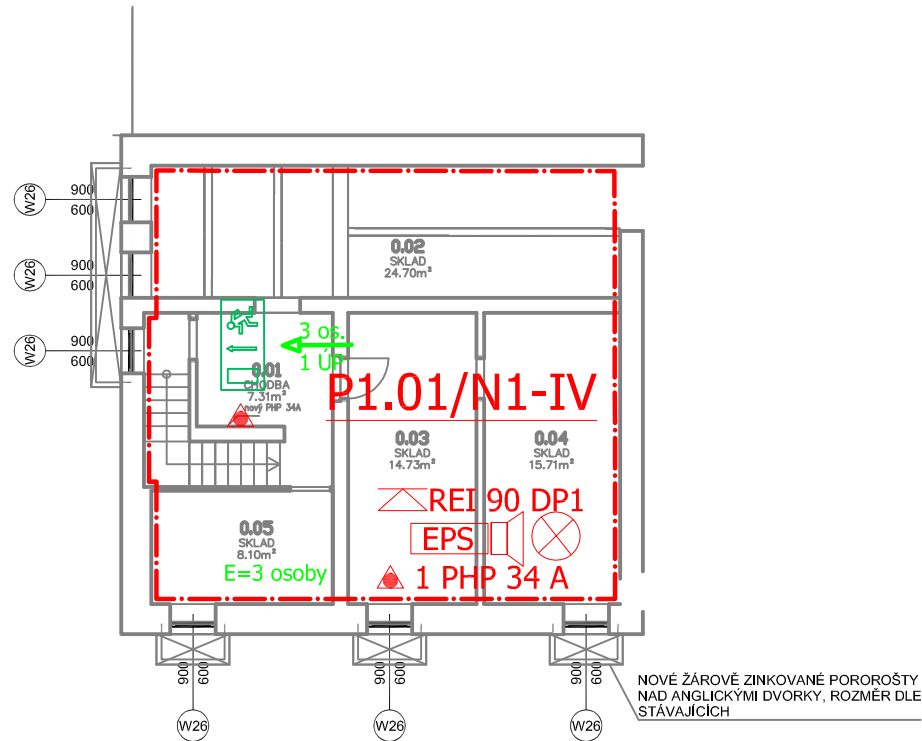 W26
900
600
W26
900
600
W26
900
600
0.02
SKLAD
24.70m²
3 os.
1 ÚP
0.01
CHODBA
7.31m²
nový PHP 34A
P1.01/N1-IV
0.03
SKLAD
14.73m²
0.04
SKLAD
15.71m²
REI 90 DP1
EPS
0.05
SKLAD
8.10m²
E=3 osoby
1 PHP 34 A
900
600
900
600
900
600
NOVÉ ŽÁROVĚ ZINKOVANÉ POROROŠTY
NAD ANGLICKÝMI DVORKY, ROZMĚR DLE
STÁVAJÍCÍCH
W26
W26
W26